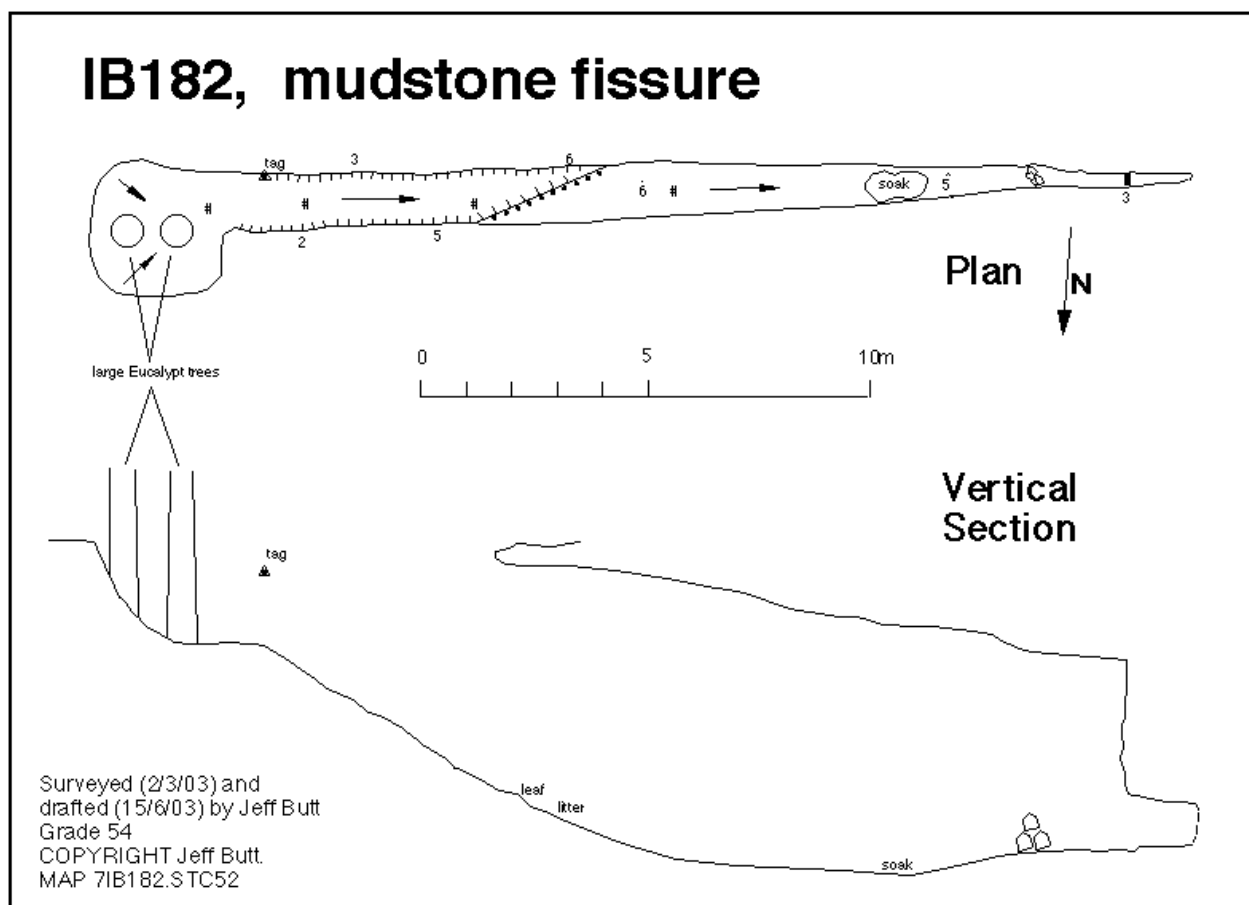 IB182, mudstone fissure
tag
3
6
#
#
#
6
#
soak
5
3
2
5
Plan
N
large Eucalypt trees
0
5
10m
Vertical
Section
tag
leaf
litter
soak
Surveyed (2/3/03) and
drafted (15/6/03) by Jeff Butt
Grade 54
COPYRIGHT Jeff Butt.
MAP 7IB182.STC52